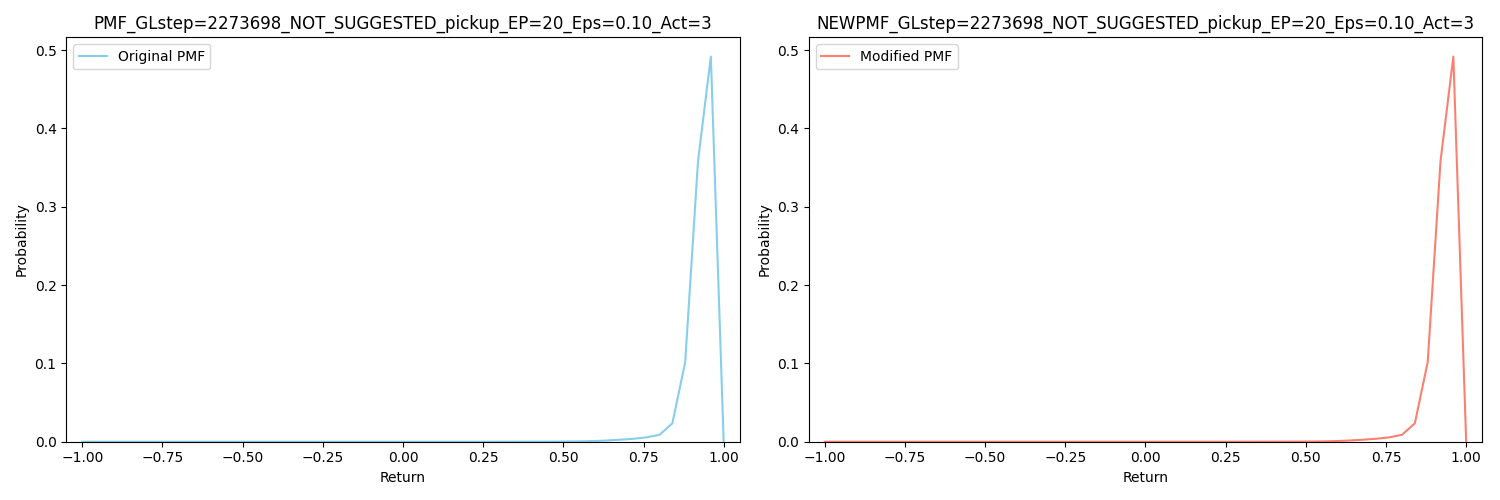 PMF_GLstep=2273698_NOT_SUGGESTED_pickup_EP=20_Eps=0.10_Act=3
Original PMF
Probability
0.5
0.4
0.3
0.2
0.1
0.0
−1.00 −0.75 −0.50 −0.25 0.00 0.25 0.50 0.75 1.00
Return
NEWPMF_GLstep=2273698_NOT_SUGGESTED_pickup_EP=20_Eps=0.10_Act=3
Modified PMF
Probability
0.5
0.4
0.3
0.2
0.1
0.0
−1.00 −0.75 −0.50 −0.25 0.00 0.25 0.50 0.75 1.00
Return